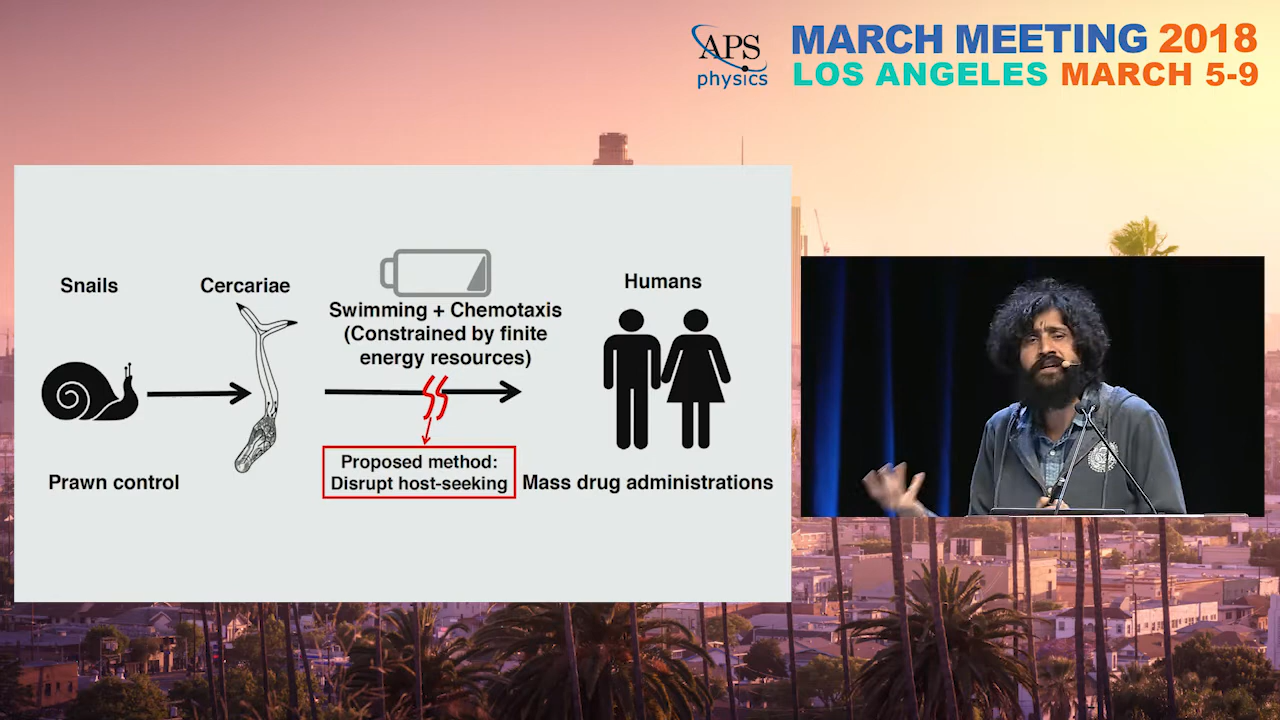 APS
physics
MARCH MEETING 2018
LOS ANGELES MARCH 5-9
Snails
Cercariae
Swimming + Chemotaxis
(Constrained by finite
energy resources)
Humans
Prawn control
Proposed method:
Disrupt host-seeking
Mass drug administrations